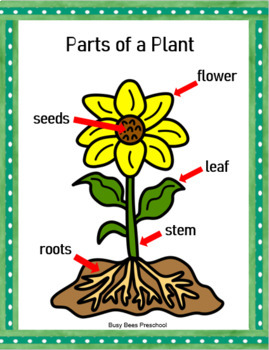 Parts of a Plant
flower
seeds
leaf
stem
roots
Busy Bees Preschool